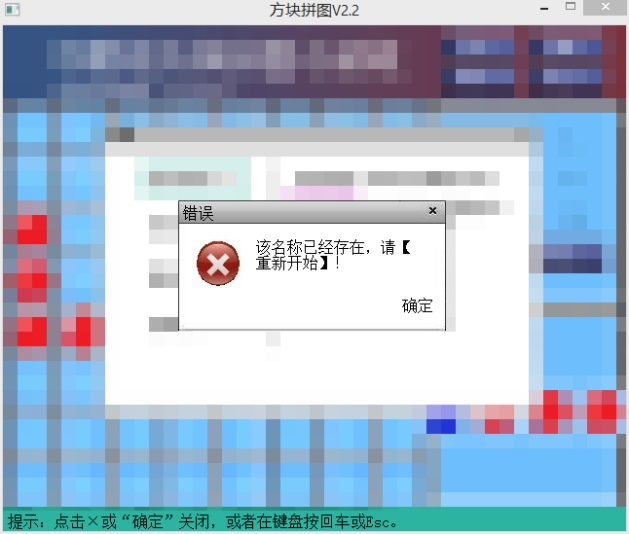 方块拼图V2.2
错误
该名称已经存在，请【
重新开始】！
确定
提示：点击×或“确定”关闭，或者在键盘按回车或Esc。